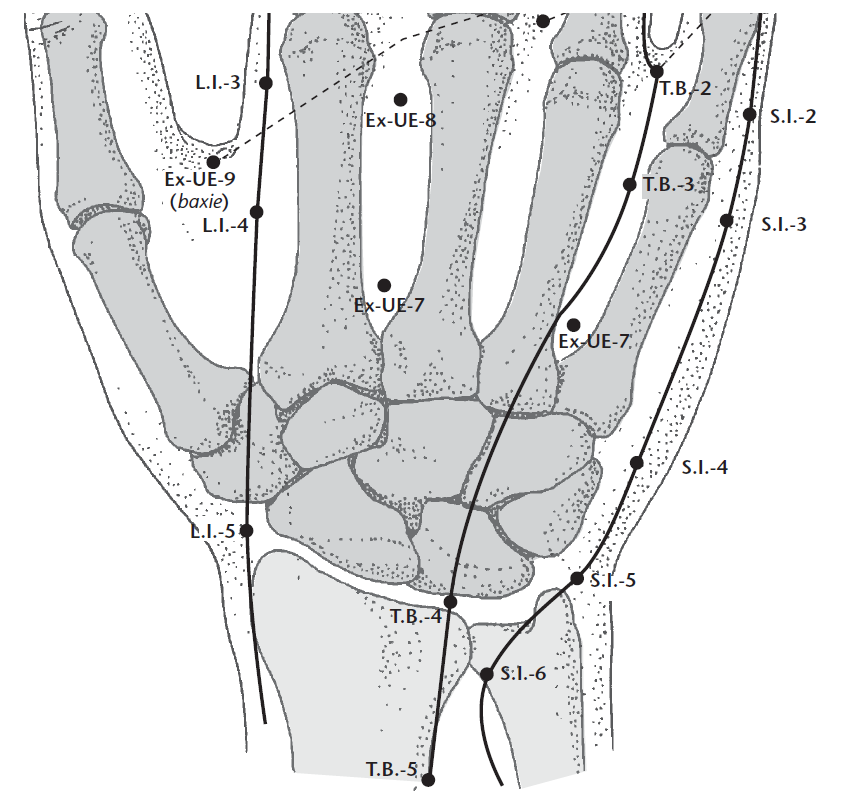 L.I.-3
T.B.-2
Ex-UE-8
S.I.-2
Ex-UE-9
(baxie)
T.B.-3
L.I.-4
S.I.-3
Ex-UE-7
Ex-UE-7
S.I.-4
L.I.-5
S.I.-5
T.B.-4
S.I.-6
T.B.-5